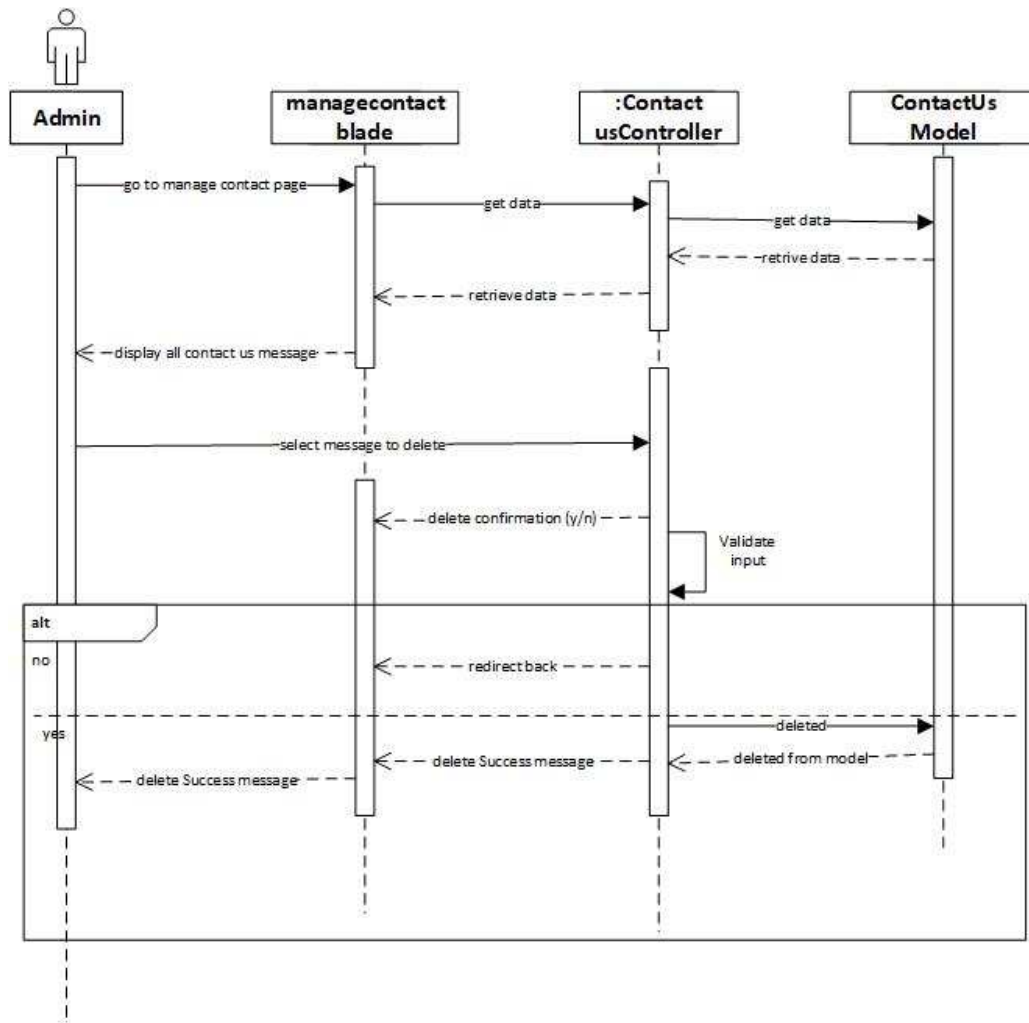 Admin
managecontact
blade
:Contact
usController
ContactUs
Model
go to manage contact page
get data
get data
retrive data
retrieve data
display all contact us message
select message to delete
delete confirmation (y/n)
Validate
input
alt
no
redirect back
yes
deleted
deleted from model
delete Success message
delete Success message